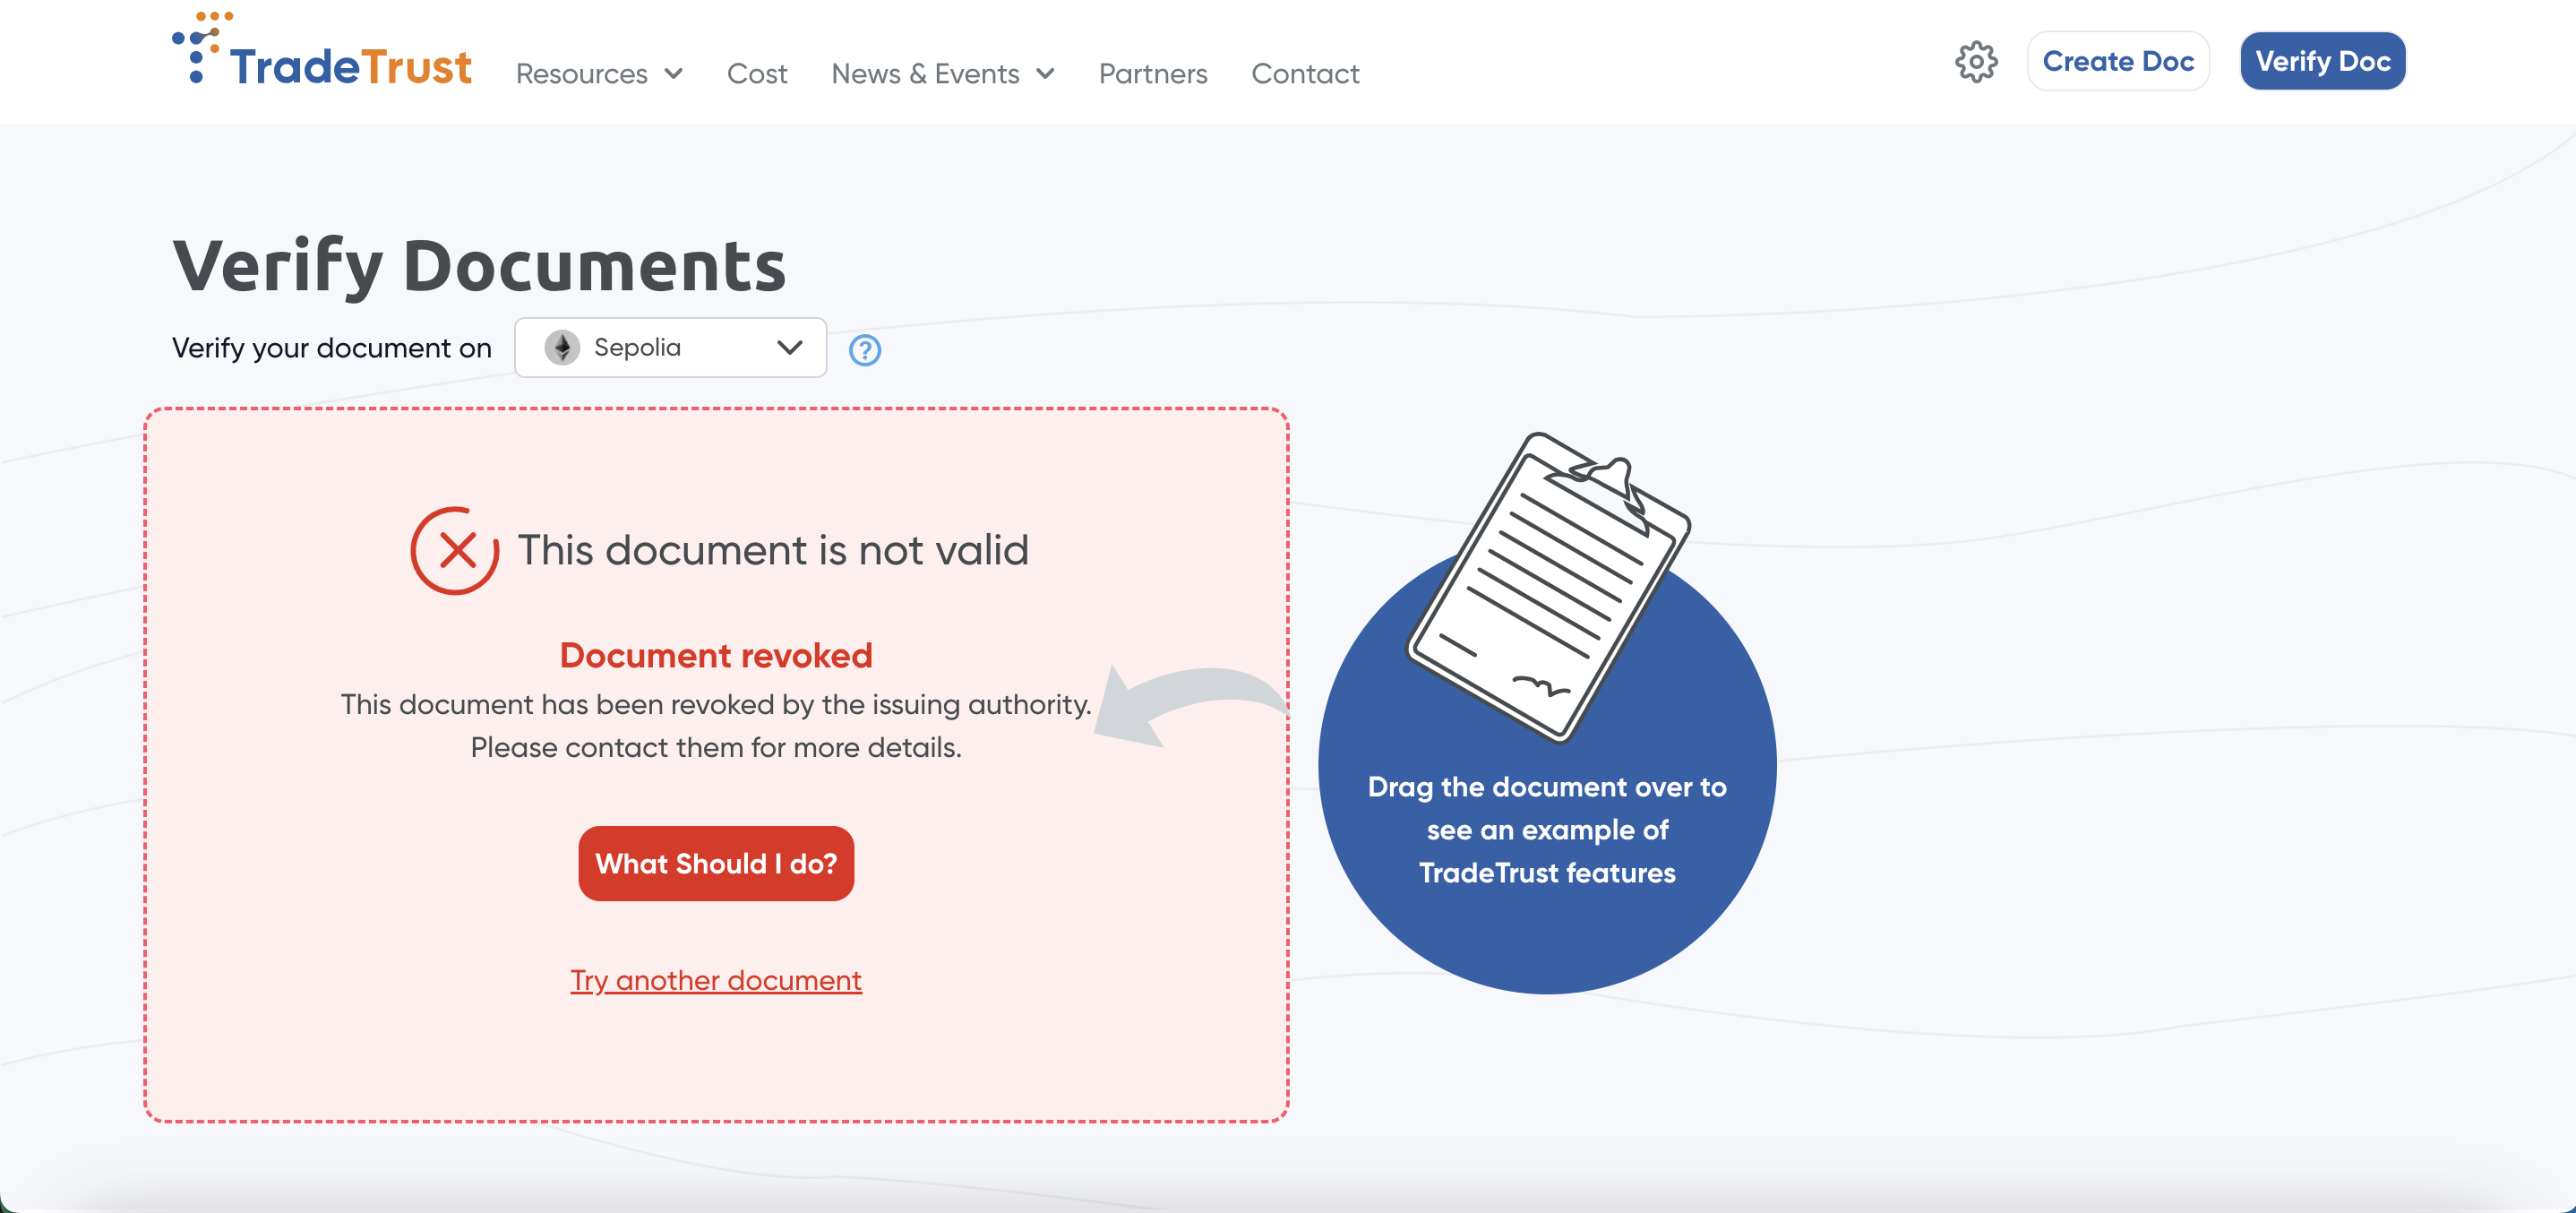 TradeTrust
Resources
Cost
News & Events
Partners
Contact
Create Doc
Verify Doc
Verify Documents
Verify your document on
Sepolia
?
This document is not valid
Document revoked
This document has been revoked by the issuing authority.
Please contact them for more details.
What Should I do?
Try another document
Drag the document over to
see an example of
TradeTrust features